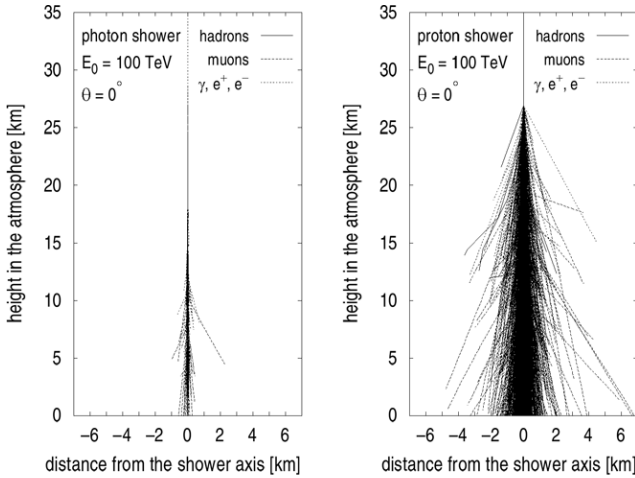 photon shower
E₀ = 100 TeV
θ = 0°
hadrons
muons
γ, e⁺, e⁻
35
30
25
20
15
10
5
0
height in the atmosphere [km]
−6 −4 −2 0 2 4 6
distance from the shower axis [km]
proton shower
E₀ = 100 TeV
θ = 0°
hadrons
muons
γ, e⁺, e⁻
35
30
25
20
15
10
5
0
height in the atmosphere [km]
−6 −4 −2 0 2 4 6
distance from the shower axis [km]